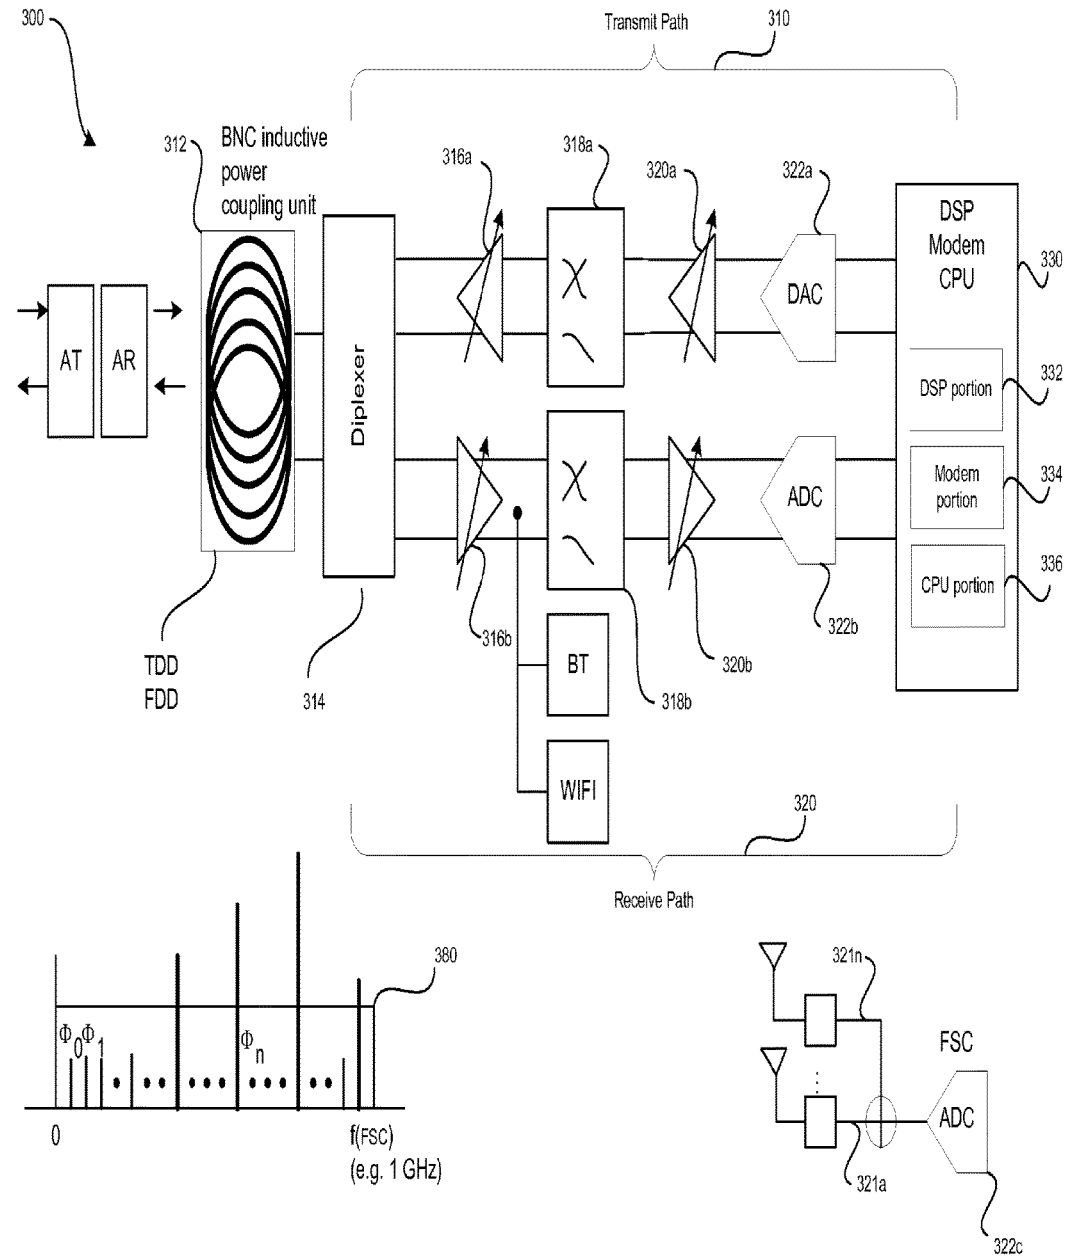 300
Transmit Path
310
312
BNC inductive
power
coupling unit
316a
318a
320a
322a
DSP
Modem
CPU
330
AT
AR
Diplexer
DAC
DSP portion
332
Modem
portion
334
ADC
CPU portion
336
316b
322b
320b
TDD
FDD
314
BT
318b
WIFI
320
Receive Path
380
Φ0Φ1
Φn
0
f(FSC)
(e.g. 1 GHz)
321n
FSC
ADC
321a
322c